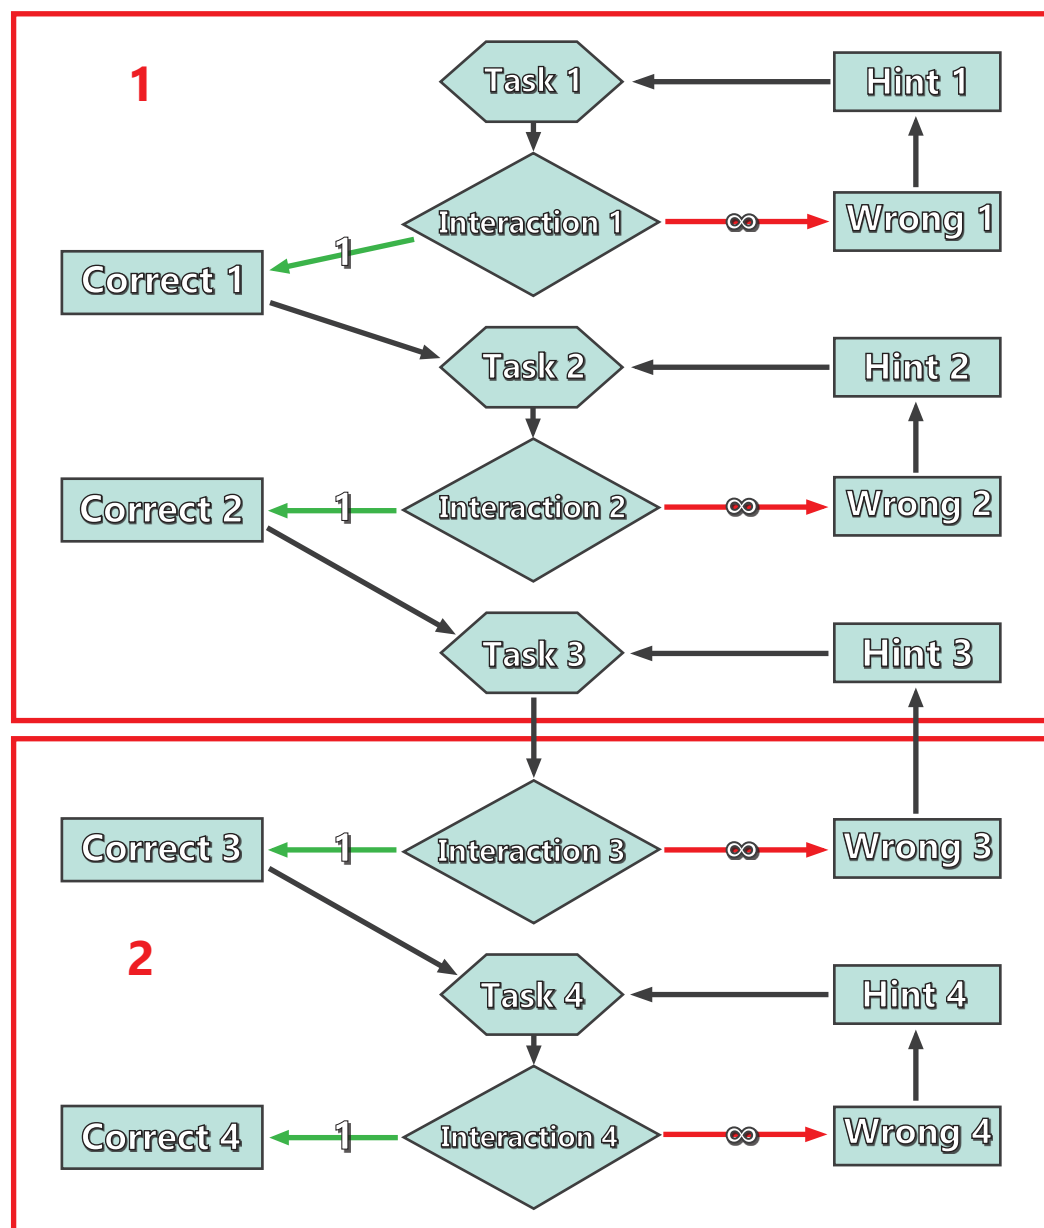 1
Task 1
Hint 1
Interaction 1
∞
Wrong 1
1
Correct 1
Task 2
Hint 2
Interaction 2
∞
Wrong 2
1
Correct 2
Task 3
Hint 3
Correct 3
1
Interaction 3
∞
Wrong 3
2
Task 4
Hint 4
Correct 4
1
Interaction 4
∞
Wrong 4